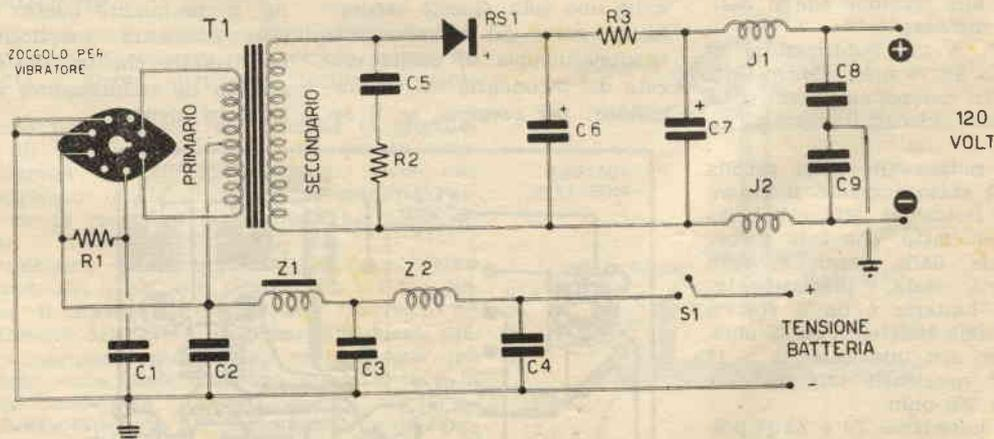 T1
RS1
R3
J1
ZOCCOLO PER
VIBRATORE
C5
C8
PRIMARIO
SECONDARIO
C6
C7
120
VOLT
R2
C9
J2
R1
Z1
Z2
S1
TENSIONE
BATTERIA
C1
C2
C3
C4